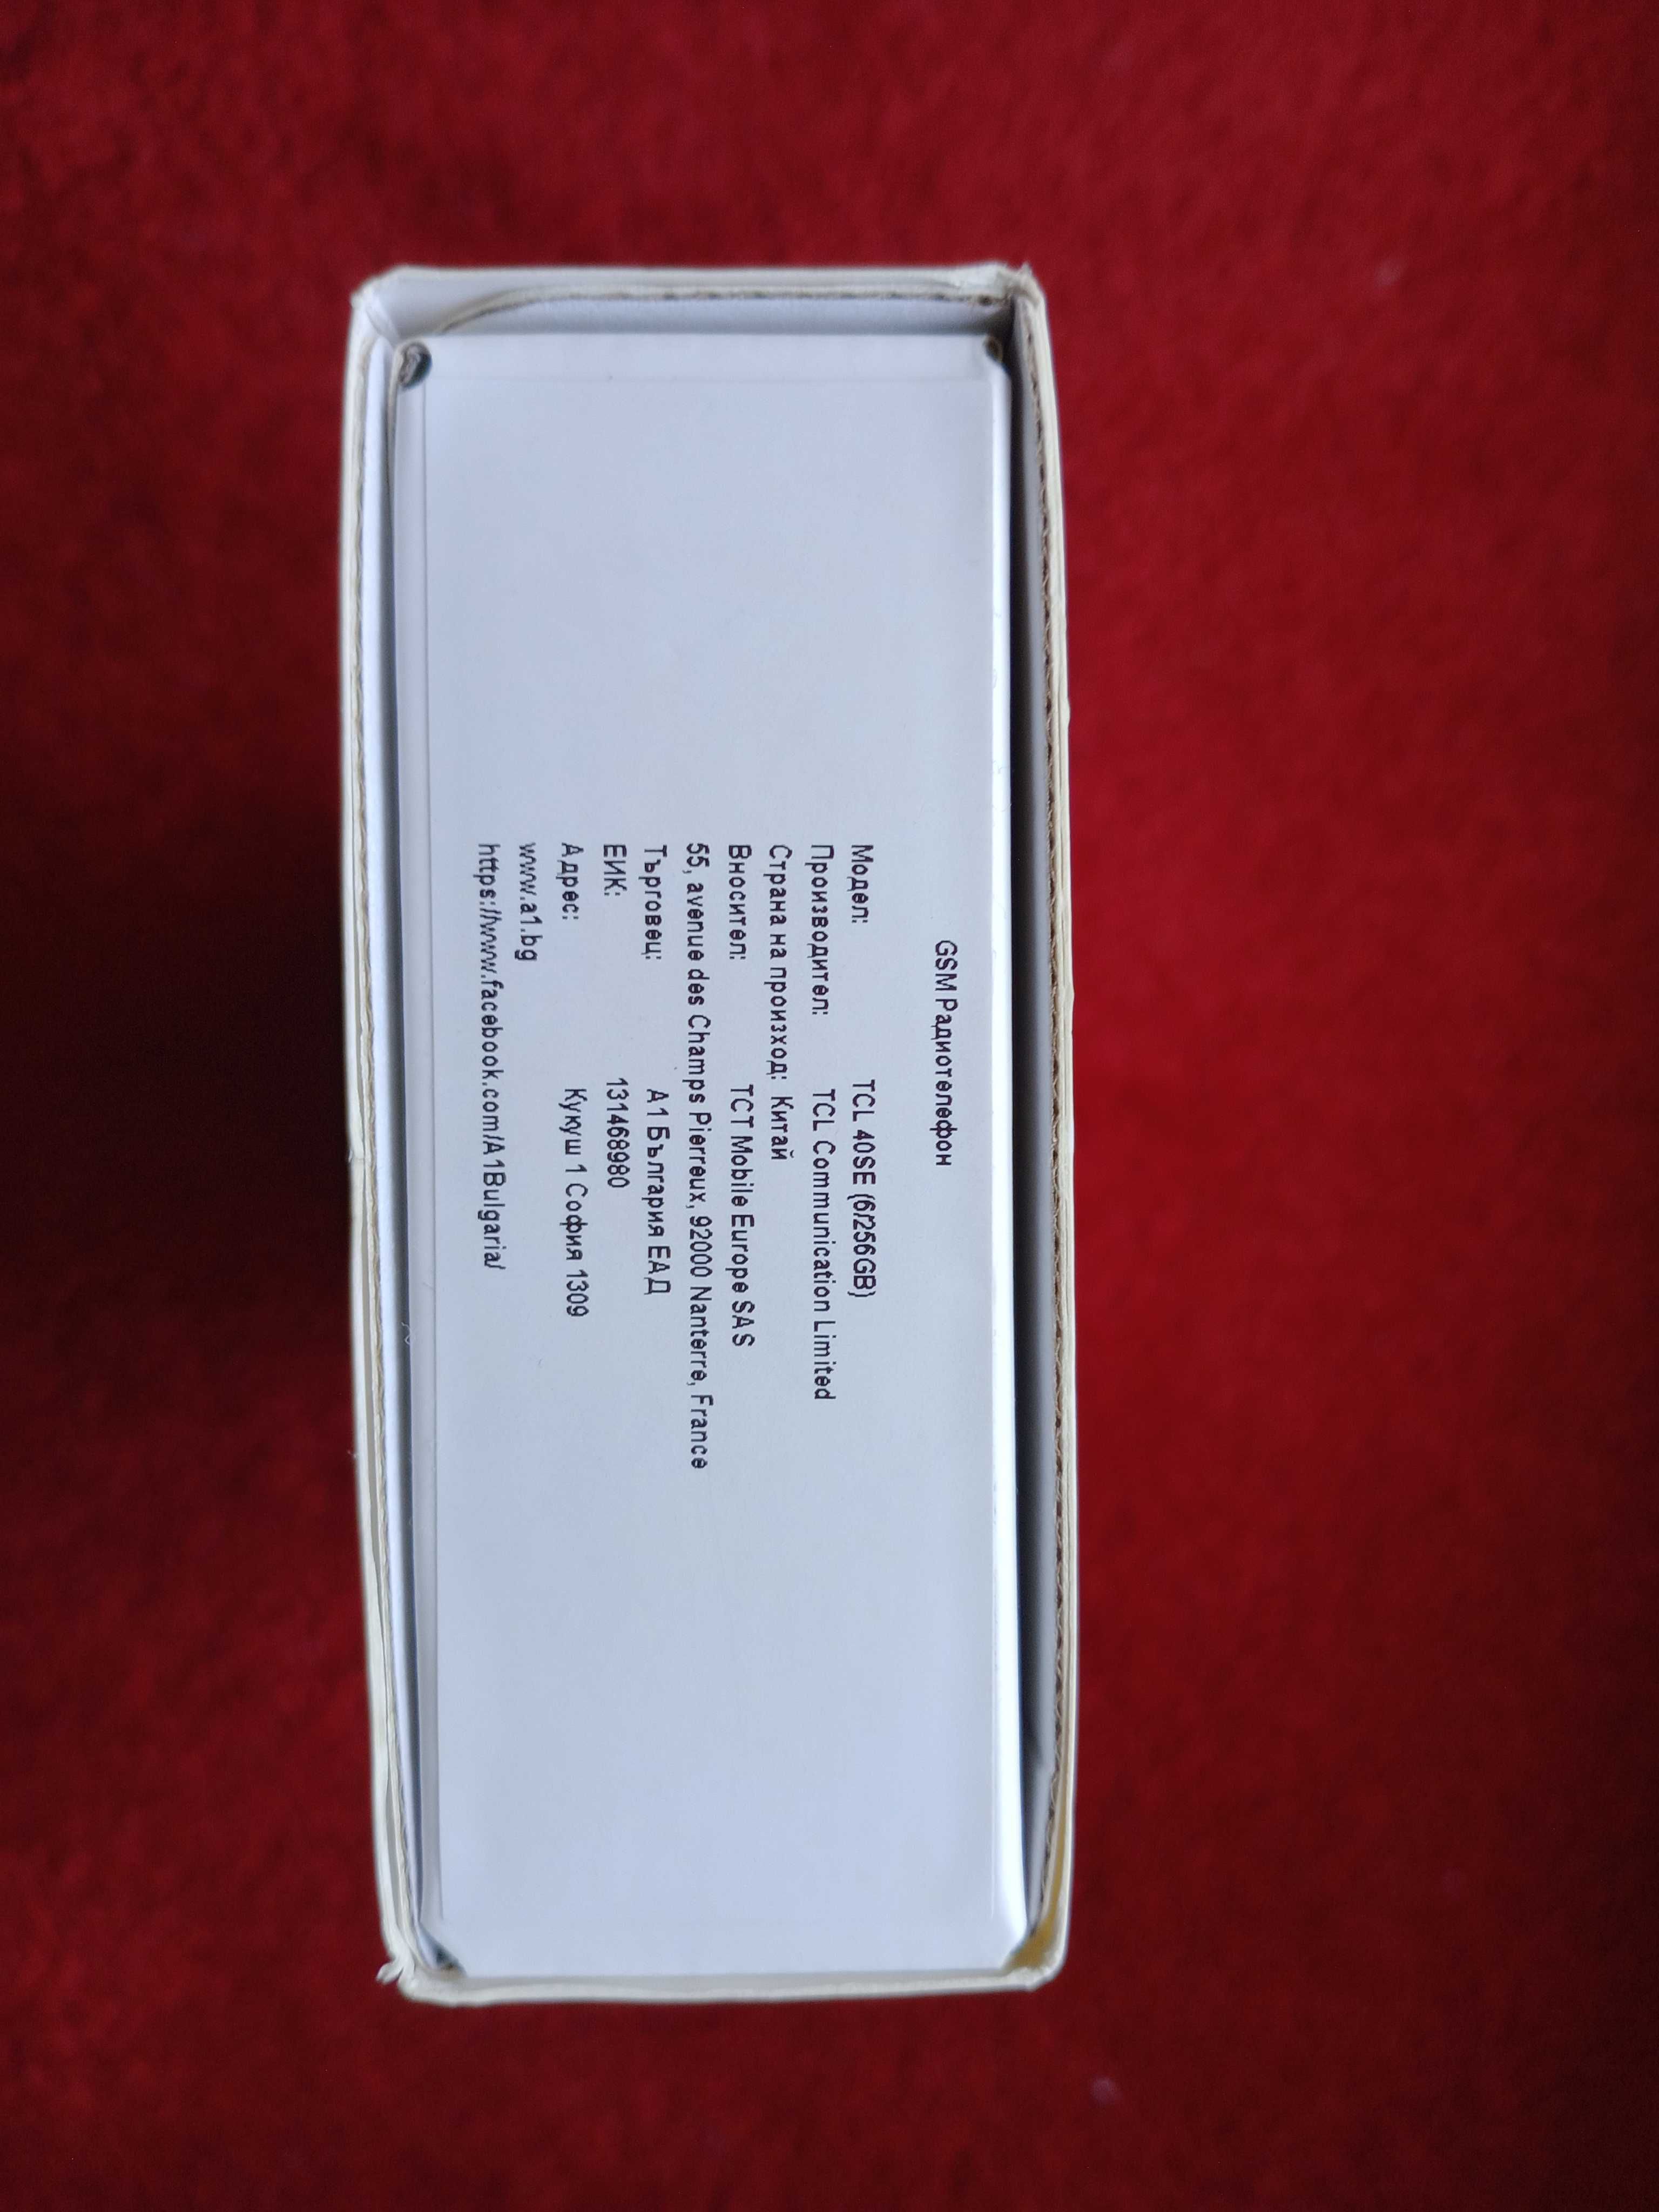 GSM Радиотелефон
Модел: TCL 40SE (6/256GB)
Производител: TCL Communication Limited
Страна на произход: Китай
Вносител: TCT Mobile Europe SAS
55, avenue des Champs Pierreux, 92000 Nanterre, France
Търговец: А1 България ЕАД
ЕИК: 131468980
Адрес: Кукуш 1 София 1309
www.a1.bg
https://www.facebook.com/A1Bulgaria/